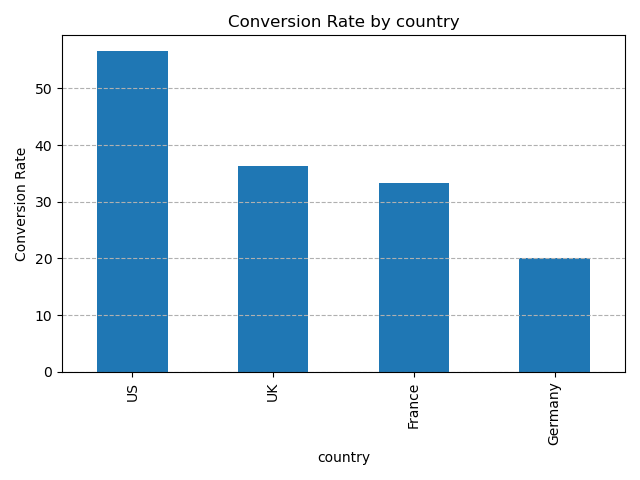 Conversion Rate by country
Conversion Rate
50
40
30
20
10
0
US
UK
France
Germany
country